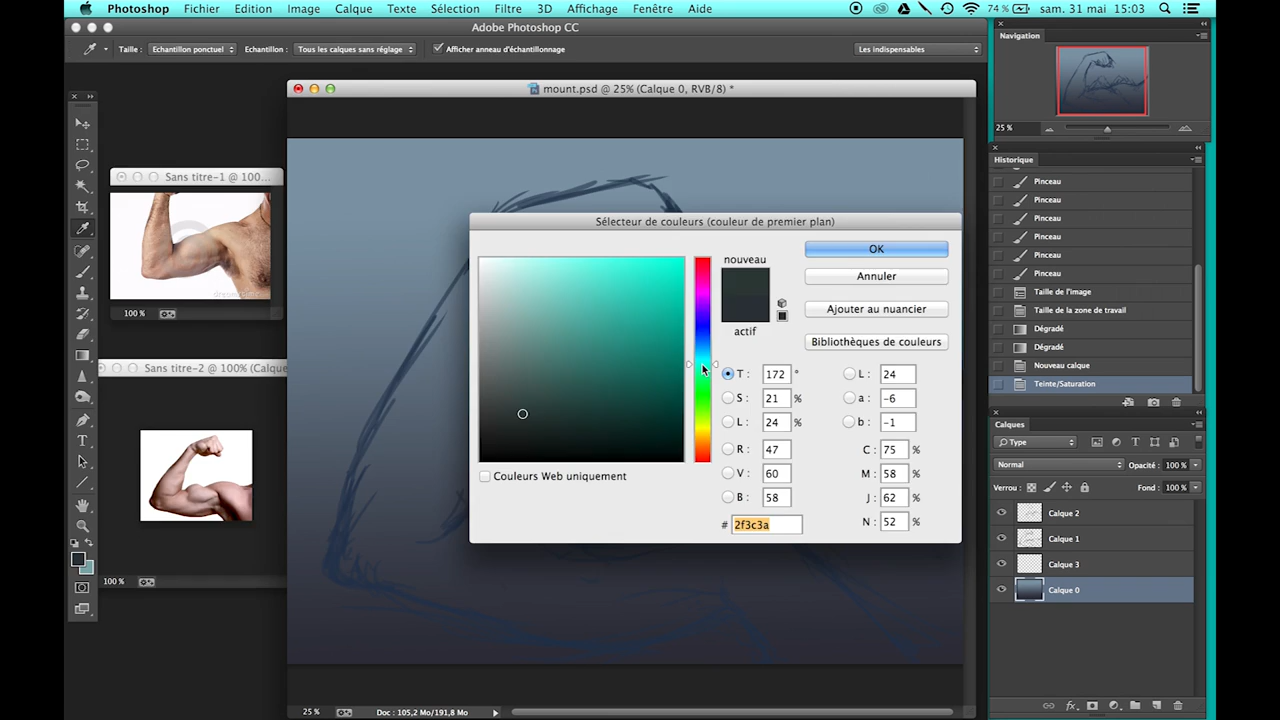 Photoshop Fichier Edition Image Calque Texte Sélection Filtre 3D Affichage Fenêtre Aide 74 % sam. 31 mai 15:03
Adobe Photoshop CC
Taille : Echantillon ponctuel Echantillon : Tous les calques sans réglage Afficher anneau d'échantillonnage Les indispensables
mount.psd @ 25% (Calque 0, RVB/8) *
Sans titre-1 @ 100...
100 %
Sans titre-2 @ 100% (Calque
100 %
25 % Doc : 105,2 Mo/191,8 Mo
Sélecteur de couleurs (couleur de premier plan)
nouveau
actif
OK
Annuler
Ajouter au nuancier
Bibliothèques de couleurs
T : 172 ° L : 24
S : 21 % a : -6
L : 24 % b : -1
R : 47 C : 75 %
V : 60 M : 58 %
B : 58 J : 62 %
# 2f3c3a N : 52 %
Couleurs Web uniquement
Navigation
25 %
Historique
Pinceau
Pinceau
Pinceau
Pinceau
Pinceau
Pinceau
Taille de l'image
Taille de la zone de travail
Dégradé
Dégradé
Nouveau calque
Teinte/Saturation
Calques
Type
Normal Opacité : 100 %
Verrou : Fond : 100 %
Calque 2
Calque 1
Calque 3
Calque 0